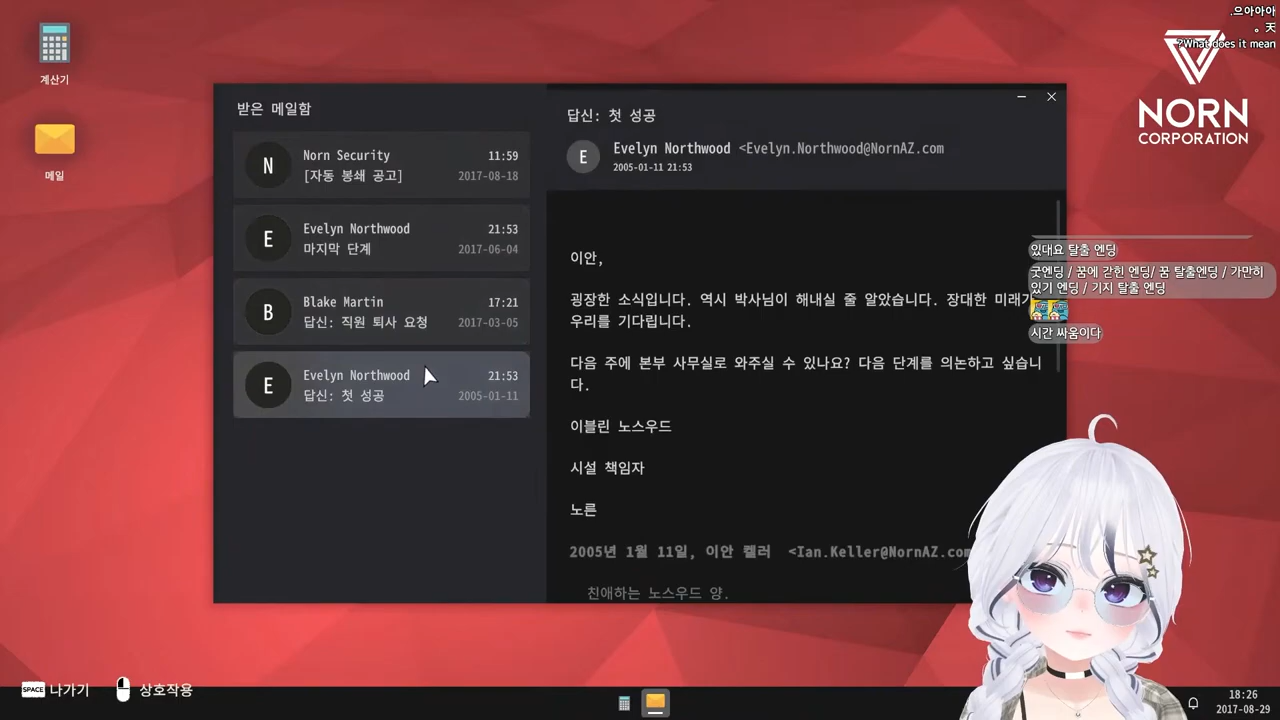 계산기
메일
받은 메일함
N
Norn Security
11:59
[자동 봉쇄 공고]
2017-08-18
E
Evelyn Northwood
21:53
마지막 단계
2017-06-04
B
Blake Martin
17:21
답신: 직원 퇴사 요청
2017-03-05
E
Evelyn Northwood
21:53
답신: 첫 성공
2005-01-11
답신: 첫 성공
E
Evelyn Northwood <Evelyn.Northwood@NornAZ.com
2005-01-11 21:53
이안,
굉장한 소식입니다. 역시 박사님이 해내실 줄 알았습니다. 장대한 미래가
우리를 기다립니다.
다음 주에 본부 사무실로 와주실 수 있나요? 다음 단계를 의논하고 싶습니
다.
이블린 노스우드
시설 책임자
노른
2005년 1월 11일, 이안 켈러 <Ian.Keller@NornAZ.com
친애하는 노스우드 양.
.으아아아
。天
?What does it mean
NORN
CORPORATION
있대요 탈출 엔딩
굿엔딩 / 꿈에 갇힌 엔딩/ 꿈 탈출엔딩 / 가만히
있기 엔딩 / 기지 탈출 엔딩
시간 싸움이다
SPACE 나가기
상호작용
18:26
2017-08-29